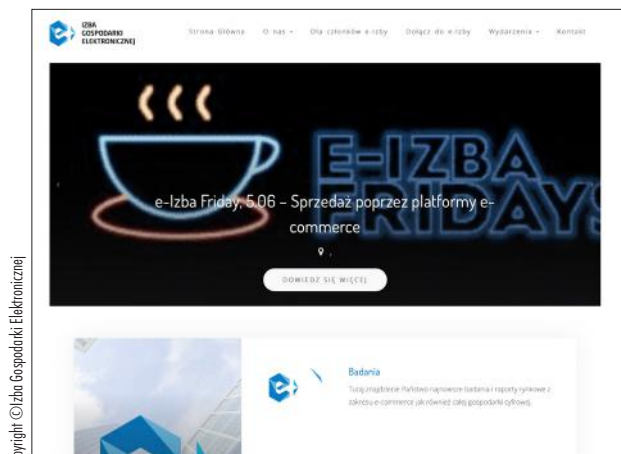 IZBA
GOSPODARKI
ELEKTRONICZNEJ
Strona Główna O nas Dla członków e-izby Dołącz do e-izby Wydarzenia Kontakt
E-IZBA
FRIDAYS
e-Izba Friday, 5.06 – Sprzedaż poprzez platformy e-
commerce
DOWIEDZ SIĘ WIĘCEJ
Badania
Tutaj znajdziecie Państwo najnowsze badania i raporty rynkowe z
zakresu e-commerce jak również całej gospodarki cyfrowej.
pyright ©Izba Gospodarki Elektronicznej